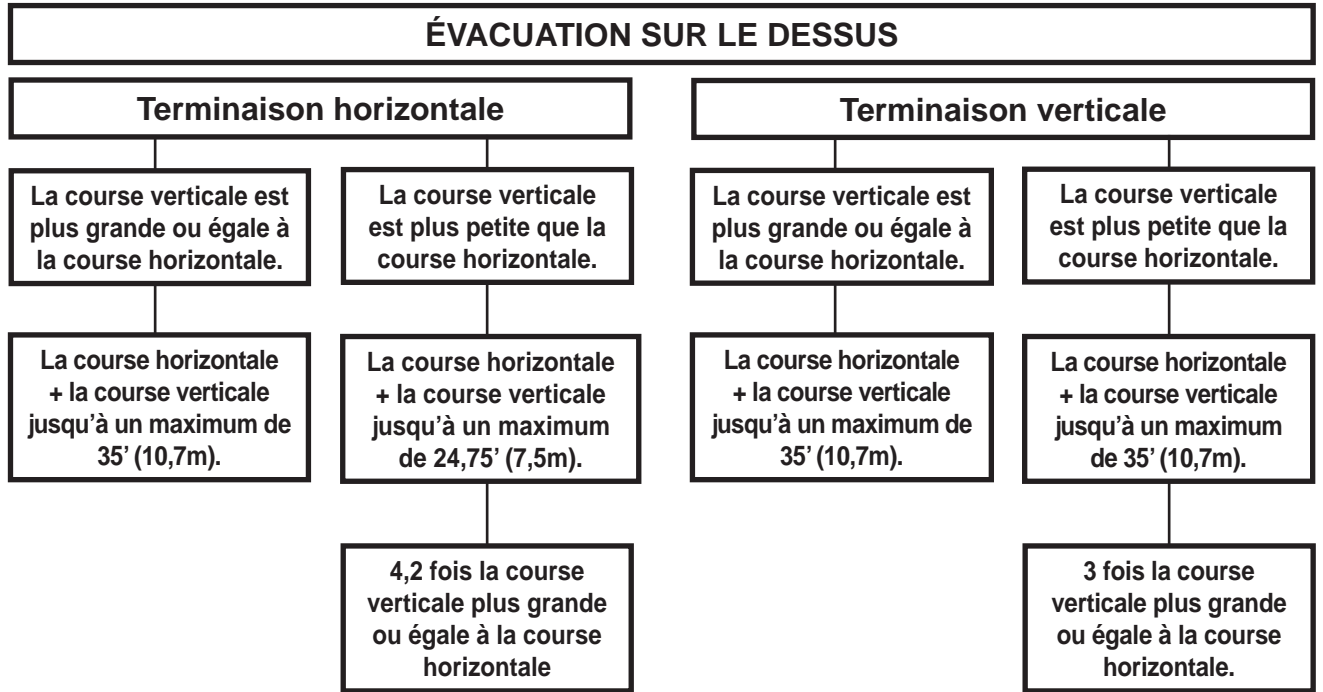 ÉVACUATION SUR LE DESSUS
Terminaison horizontale
La course verticale est
plus grande ou égale à
la course horizontale.
La course horizontale
+ la course verticale
jusqu’à un maximum de
35’ (10,7m).
La course verticale
est plus petite que la
course horizontale.
La course horizontale
+ la course verticale
jusqu’à un maximum
de 24,75’ (7,5m).
4,2 fois la course
verticale plus grande
ou égale à la course
horizontale
Terminaison verticale
La course verticale est
plus grande ou égale à
la course horizontale.
La course horizontale
+ la course verticale
jusqu’à un maximum de
35’ (10,7m).
La course verticale
est plus petite que la
course horizontale.
La course horizontale
+ la course verticale
jusqu’à un maximum
de 35’ (10,7m).
3 fois la course
verticale plus grande
ou égale à la course
horizontale.